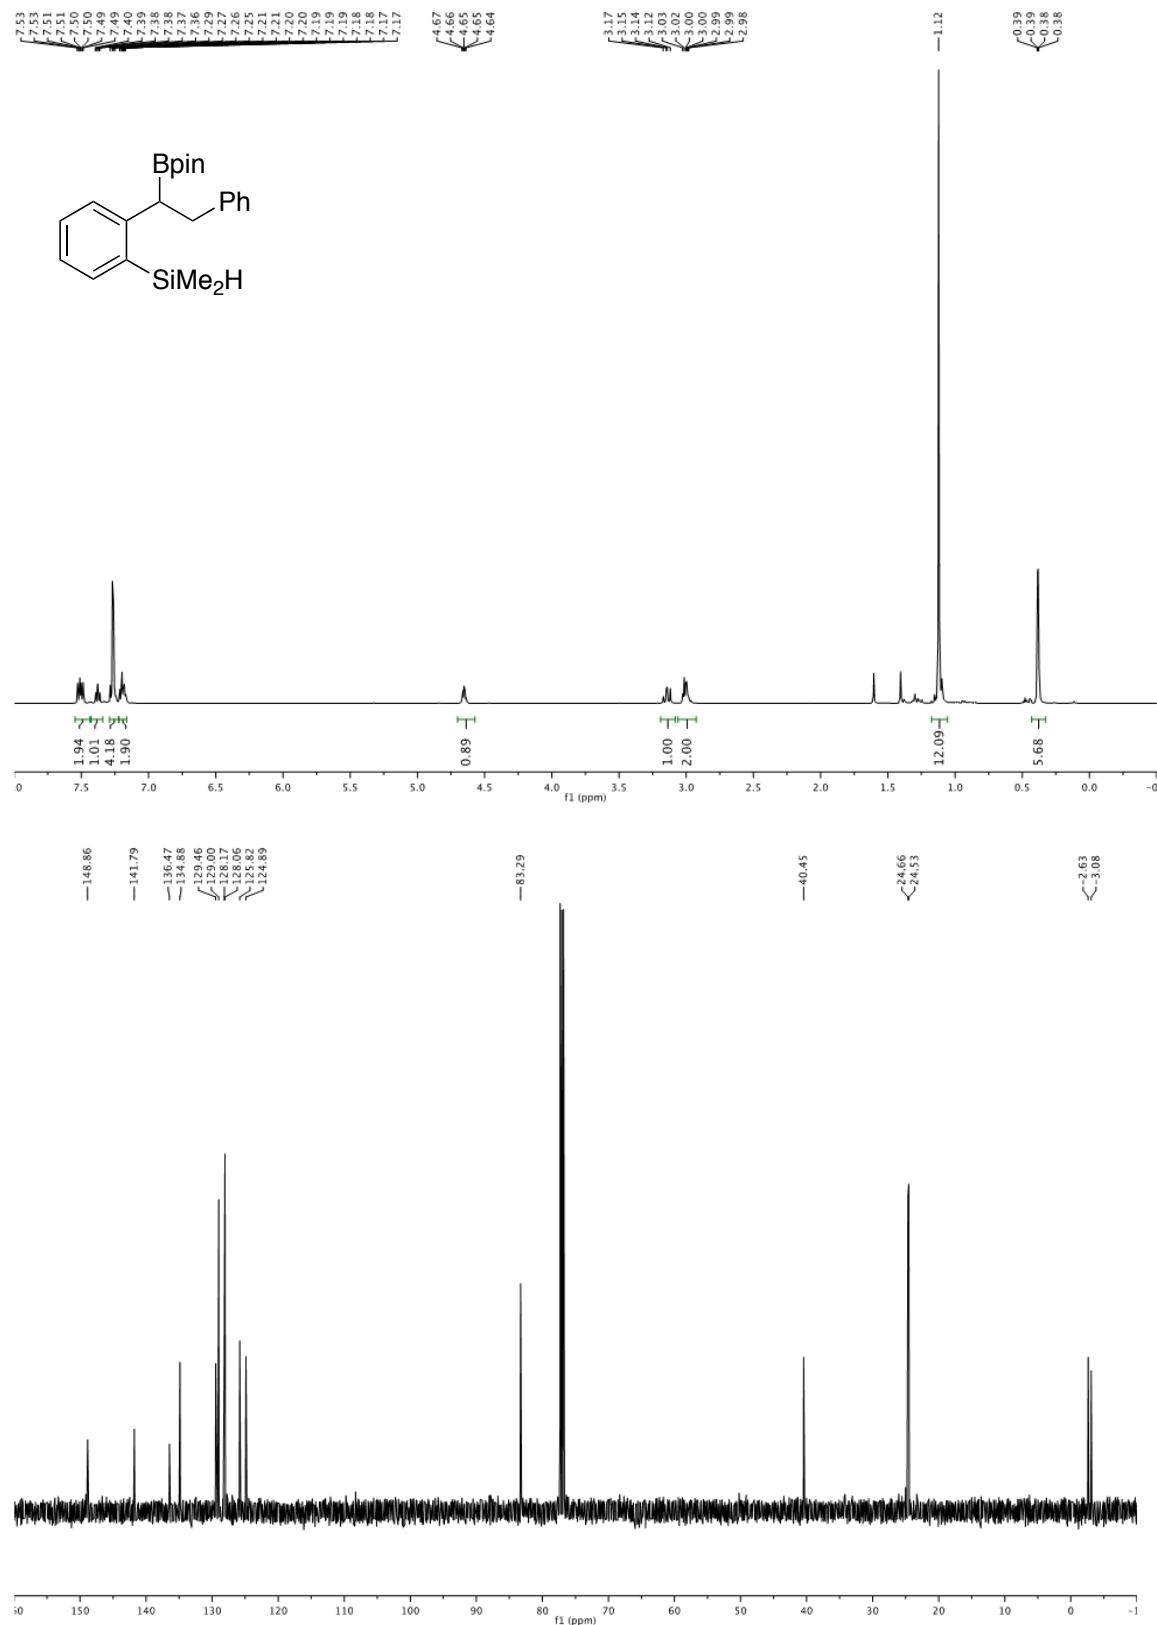 7.53 7.53 7.51 7.51 7.50 7.50 7.49 7.49 7.40 7.39 7.38 7.38 7.37 7.36 7.29 7.27 7.26 7.25 7.21 7.21 7.20 7.20 7.19 7.19 7.19 7.18 7.18 7.17 7.17 4.67 4.66 4.65 4.65 4.64 3.17 3.15 3.14 3.12 3.03 3.02 3.00 3.00 2.99 2.99 2.98 1.12 0.39 0.39 0.38 0.38
Bpin
Ph
SiMe2H
1.94 1.01 4.18 1.90 0.89 1.00 2.00 12.09 5.68
.0 7.5 7.0 6.5 6.0 5.5 5.0 4.5 4.0 3.5 3.0 2.5 2.0 1.5 1.0 0.5 0.0 -0
f1 (ppm)
148.86 141.79 136.47 134.88 129.46 129.00 128.17 128.06 125.82 124.89 83.29 40.45 24.66 24.53 -2.63 -3.08
50 150 140 130 120 110 100 90 80 70 60 50 40 30 20 10 0 -1
f1 (ppm)